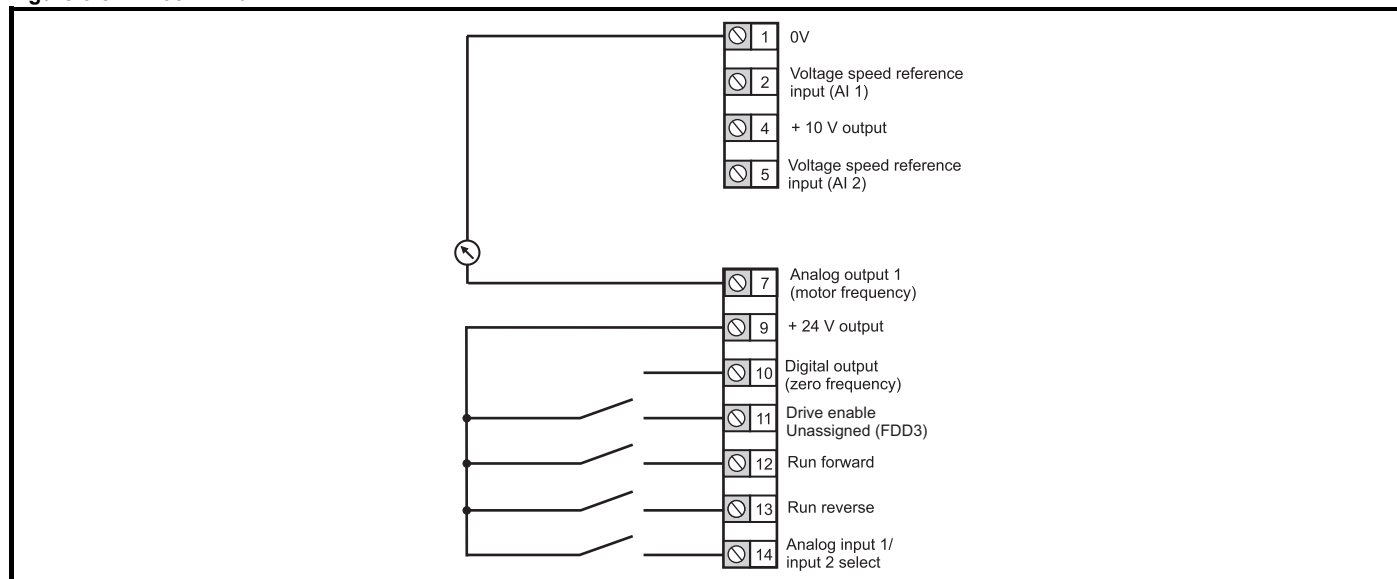 1 0V
2 Voltage speed reference
input (AI 1)
4 + 10 V output
5 Voltage speed reference
input (AI 2)
7 Analog output 1
(motor frequency)
9 + 24 V output
10 Digital output
(zero frequency)
11 Drive enable
Unassigned (FDD3)
12 Run forward
13 Run reverse
14 Analog input 1/
input 2 select